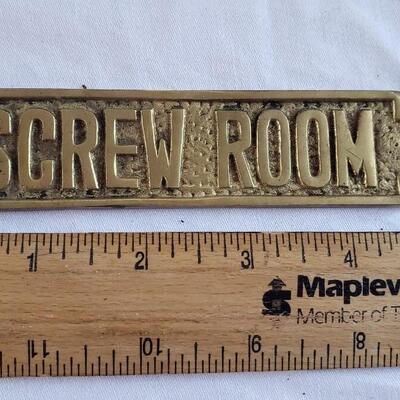 SCREW ROOM
1 2 3 4
Maplew
Member of T
11 10 9 8